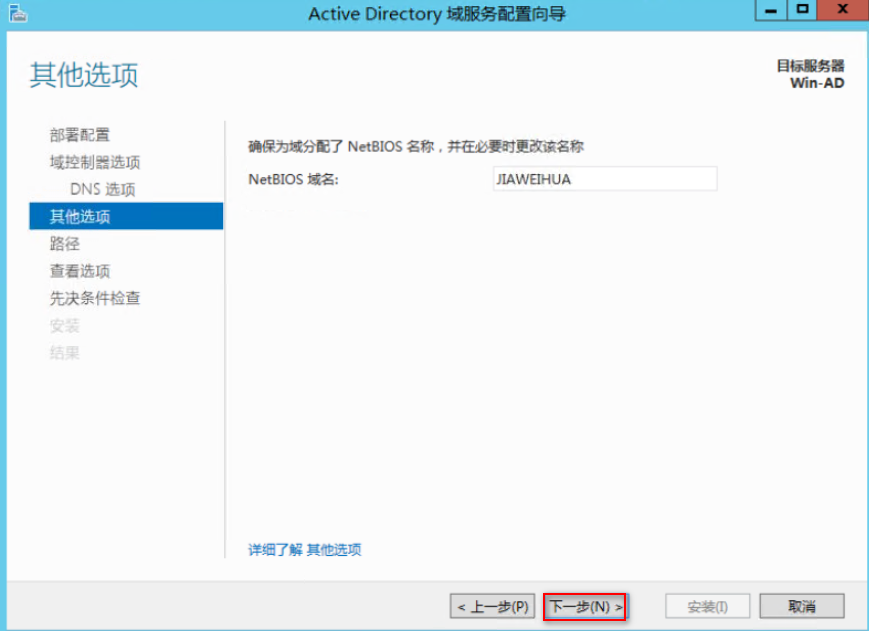 Active Directory 域服务配置向导
其他选项
目标服务器
Win-AD
部署配置
域控制器选项
DNS 选项
其他选项
路径
查看选项
先决条件检查
安装
结果
确保为域分配了 NetBIOS 名称，并在必要时更改该名称
NetBIOS 域名: JIAWEIHUA
详细了解 其他选项
< 上一步(P) 下一步(N) > 安装(I) 取消